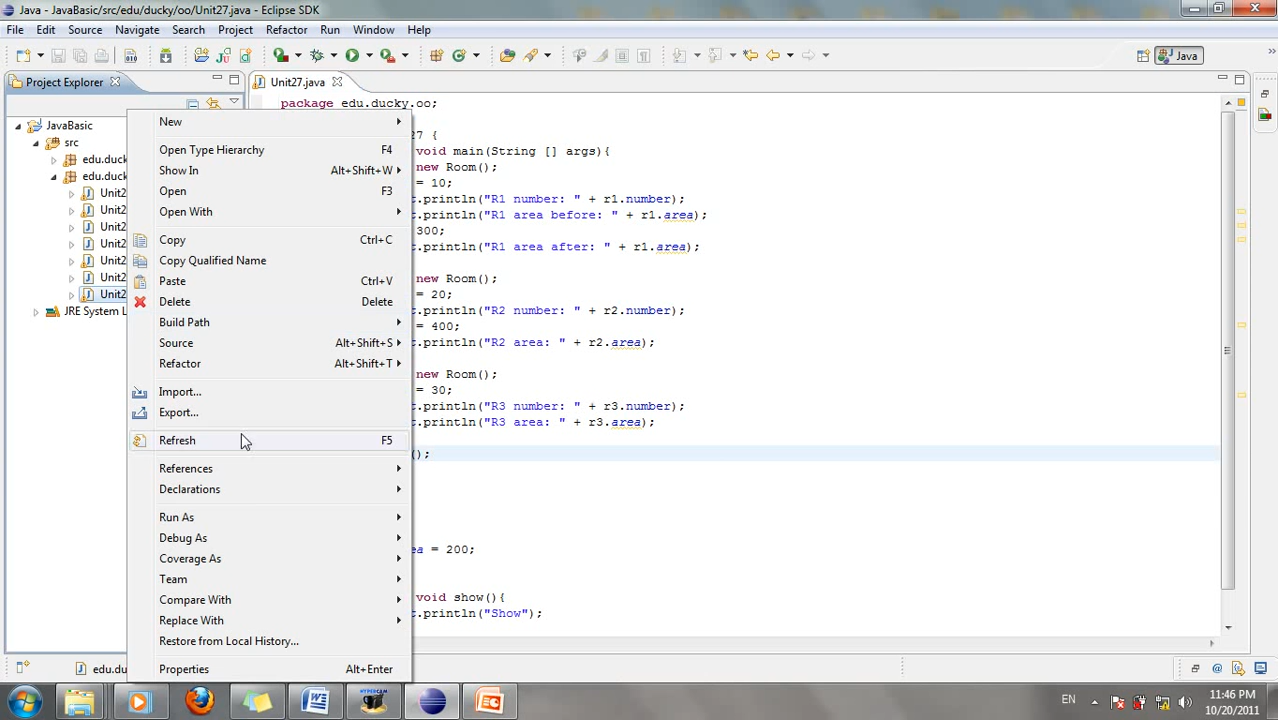 Java - JavaBasic/src/edu/ducky/oo/Unit27.java - Eclipse SDK
File Edit Source Refactor Navigate Search Project Refactor Run Window Help
Java
Project Explorer
Unit27.java
JavaBasic
src
edu.duck
edu.duck
Unit2
Unit2
Unit2
Unit2
Unit2
Unit2
Unit2
JRE System L
New
Open Type Hierarchy F4
Show In Alt+Shift+W
Open F3
Open With
Copy Ctrl+C
Copy Qualified Name
Paste Ctrl+V
Delete Delete
Build Path
Source Alt+Shift+S
Refactor Alt+Shift+T
Import...
Export...
Refresh F5
References
Declarations
Run As
Debug As
Coverage As
Team
Compare With
Replace With
Restore from Local History...
Properties Alt+Enter
package edu.ducky.oo;
27 {
void main(String [] args){
new Room();
= 10;
t.println("R1 number: " + r1.number);
t.println("R1 area before: " + r1.area);
300;
t.println("R1 area after: " + r1.area);
new Room();
= 20;
t.println("R2 number: " + r2.number);
= 400;
t.println("R2 area: " + r2.area);
new Room();
= 30;
t.println("R3 number: " + r3.number);
t.println("R3 area: " + r3.area);
();
ea = 200;
void show(){
t.println("Show");
edu.du
EN
11:46 PM
10/20/2011